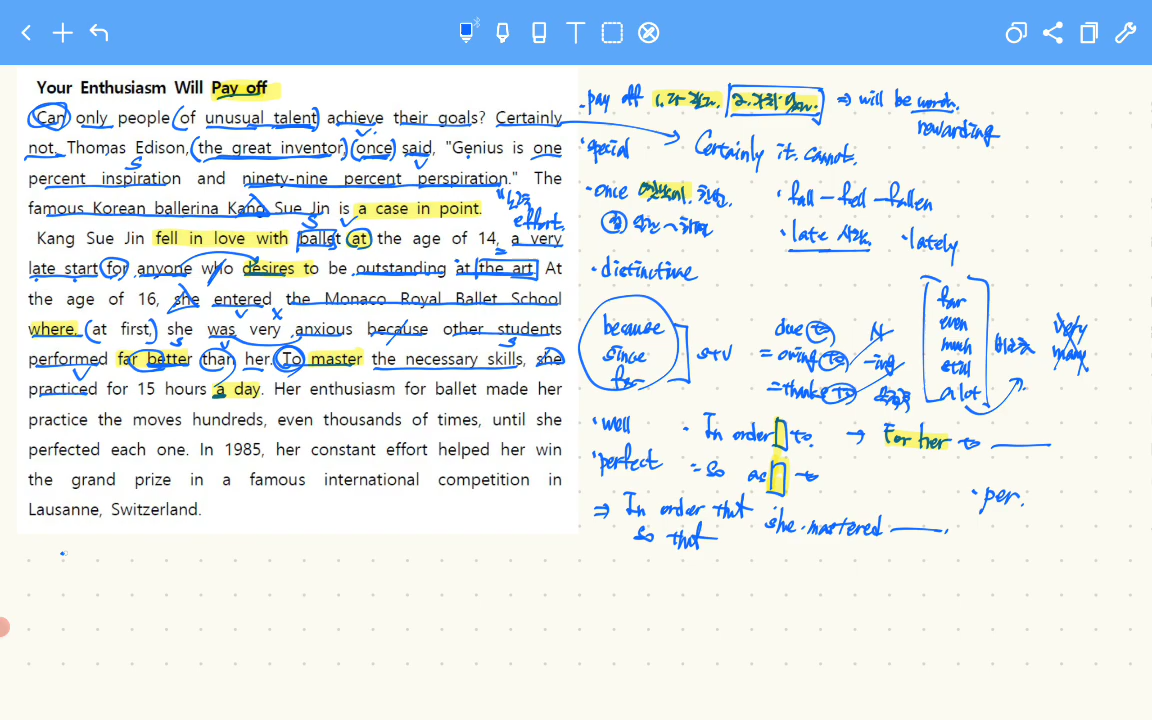 Your Enthusiasm Will Pay off
Can only people of unusual talent achieve their goals? Certainly
not. Thomas Edison, the great inventor, once said, "Genius is one
percent inspiration and ninety-nine percent perspiration." The
famous Korean ballerina Kang Sue Jin is a case in point.
Kang Sue Jin fell in love with ballet at the age of 14, a very
late start for anyone who desires to be outstanding at the art. At
the age of 16, she entered the Monaco Royal Ballet School
where, at first, she was very anxious because other students
performed far better than her. To master the necessary skills, she
practiced for 15 hours a day. Her enthusiasm for ballet made her
practice the moves hundreds, even thousands of times, until she
perfected each one. In 1985, her constant effort helped her win
the grand prize in a famous international competition in
Lausanne, Switzerland.
effort.
pay off 1. 2. ⇒ will be
rewarding
special Certainly it cannot.
once · fall - fell - fallen
late · lately
distinctive
because
since
for
s+v
due to
= owing to -ing
= thanks to
far
even
much
still
a lot
very
many
well · In order to → For her to
perfect = so as to
per.
⇒ In order that she mastered
so that